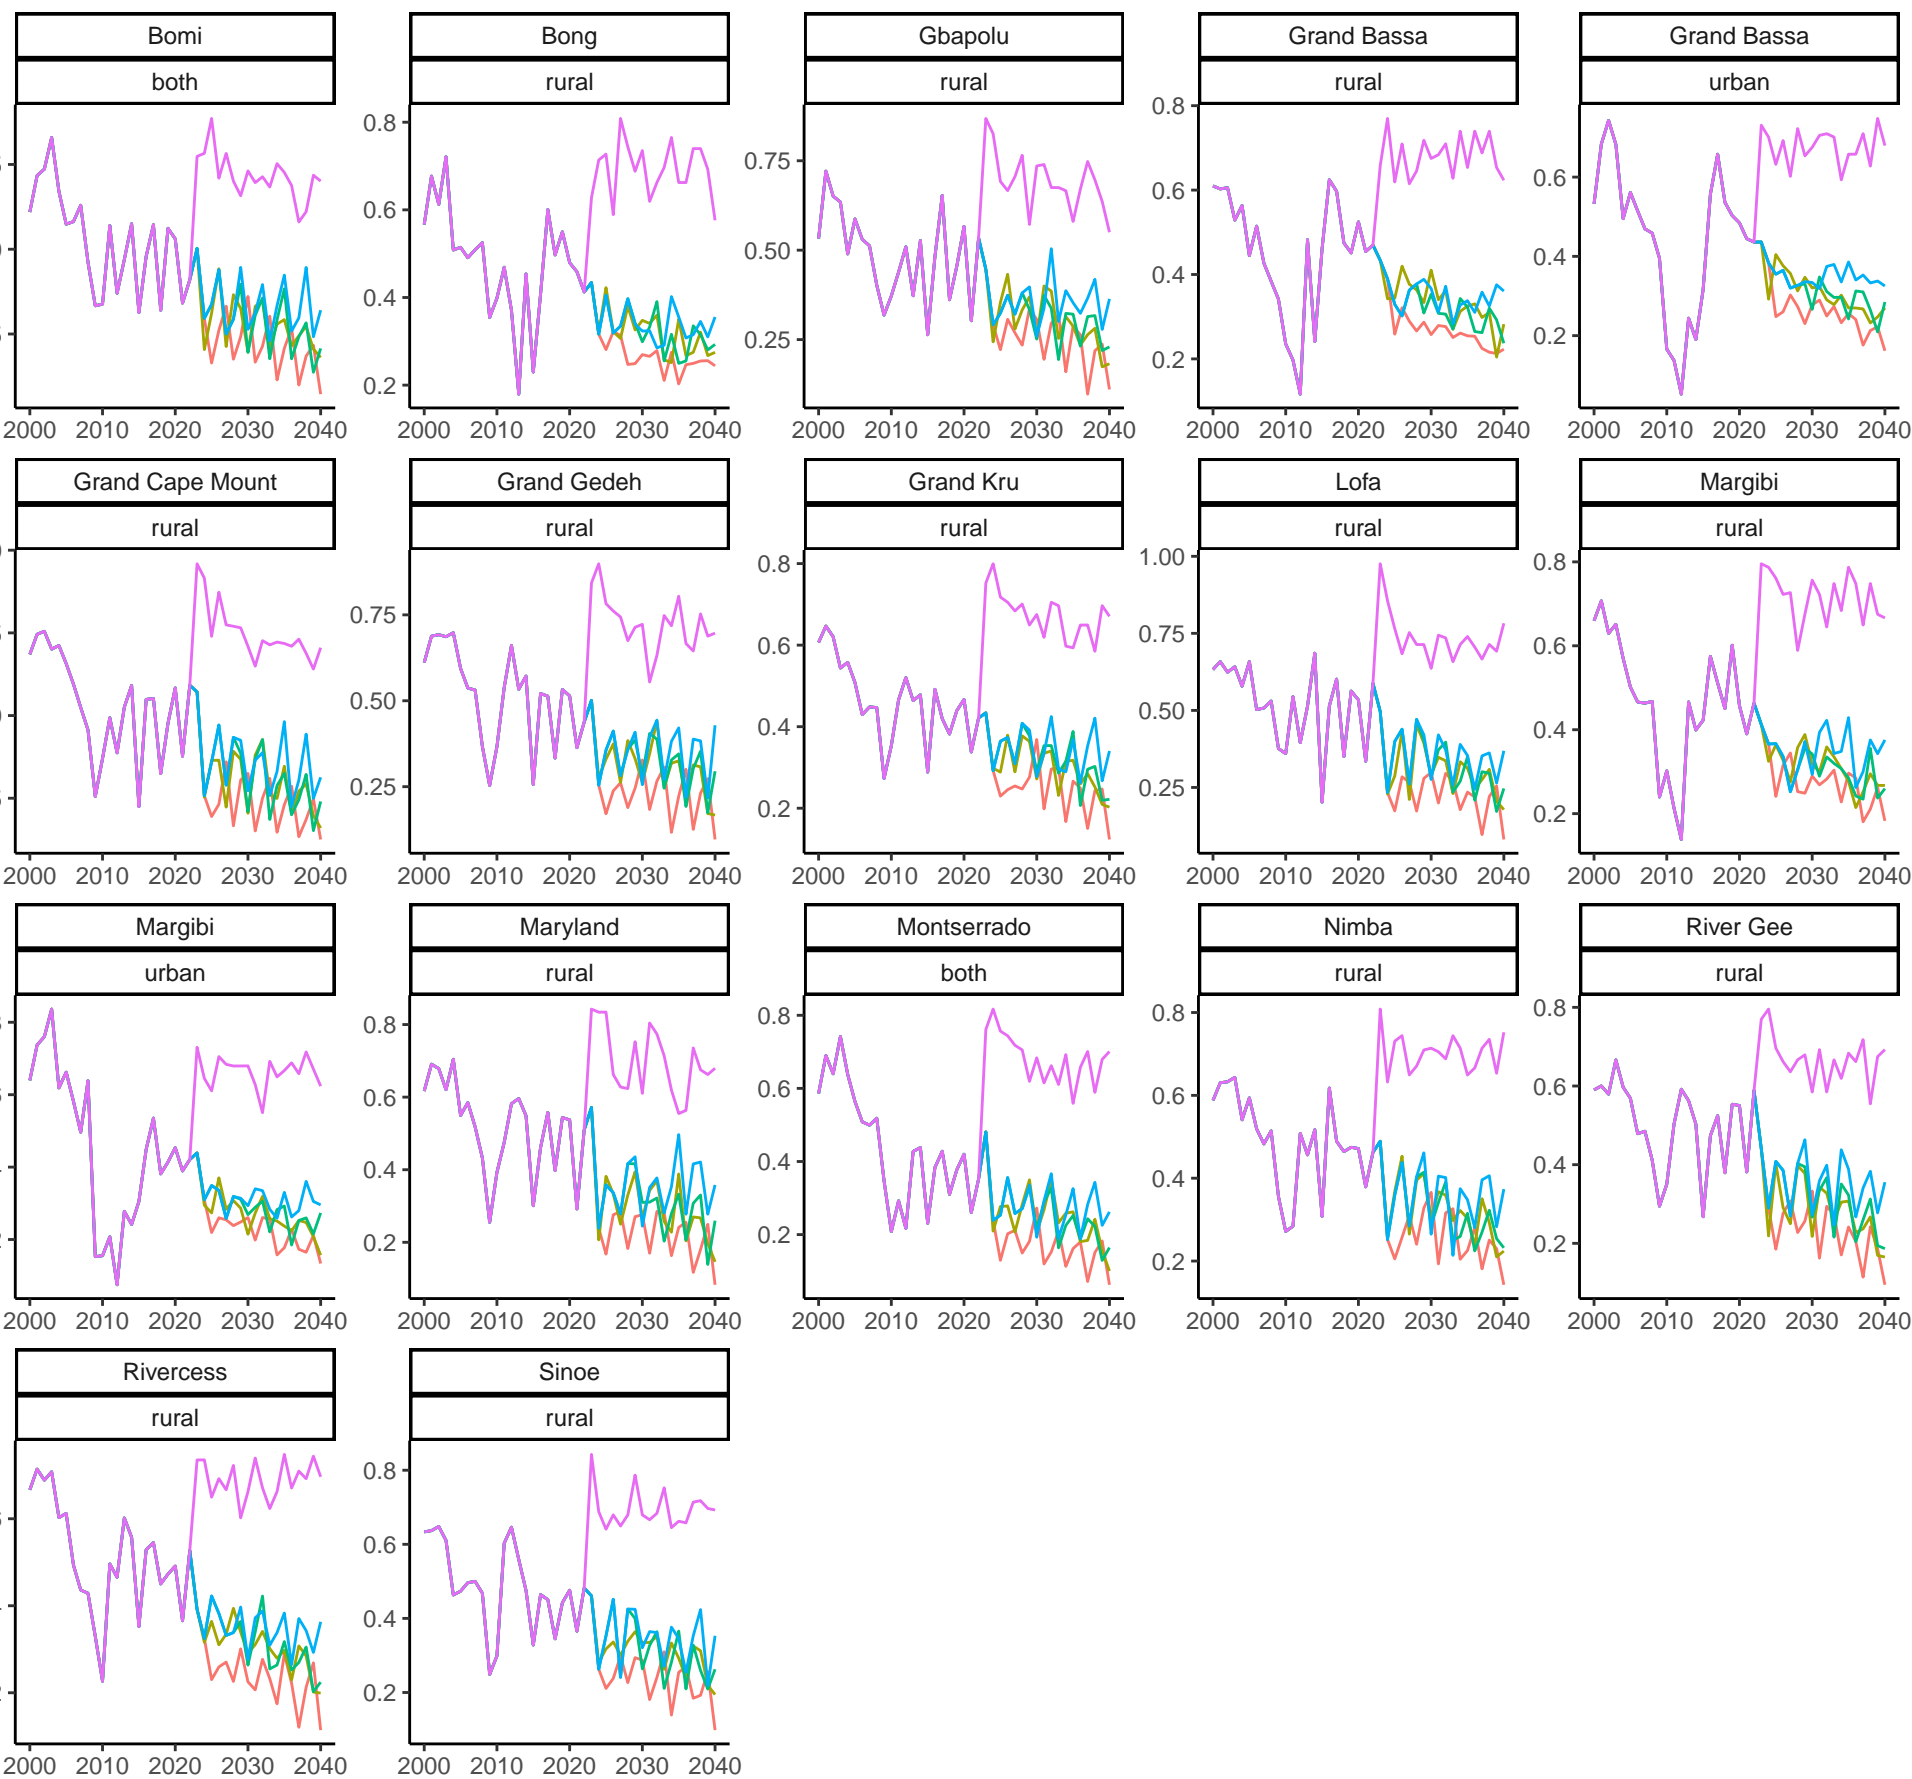 Bomi Bong Gbapolu Grand Bassa Grand Bassa
both rural rural rural urban
0.8 0.6 0.4 0.2
0.75 0.50 0.25
0.8 0.6 0.4 0.2
0.6 0.4 0.2
2000 2010 2020 2030 2040 2000 2010 2020 2030 2040 2000 2010 2020 2030 2040 2000 2010 2020 2030 2040 2000 2010 2020 2030 2040
Grand Cape Mount Grand Gedeh Grand Kru Lofa Margibi
rural rural rural rural rural
0.75 0.50 0.25
0.8 0.6 0.4 0.2
1.00 0.75 0.50 0.25
0.8 0.6 0.4 0.2
2000 2010 2020 2030 2040 2000 2010 2020 2030 2040 2000 2010 2020 2030 2040 2000 2010 2020 2030 2040 2000 2010 2020 2030 2040
Margibi Maryland Montserrado Nimba River Gee
urban rural both rural rural
0.8 0.6 0.4 0.2
0.8 0.6 0.4 0.2
0.8 0.6 0.4 0.2
0.8 0.6 0.4 0.2
2000 2010 2020 2030 2040 2000 2010 2020 2030 2040 2000 2010 2020 2030 2040 2000 2010 2020 2030 2040 2000 2010 2020 2030 2040
Rivercess Sinoe
rural rural
0.8 0.6 0.4 0.2
2000 2010 2020 2030 2040 2000 2010 2020 2030 2040